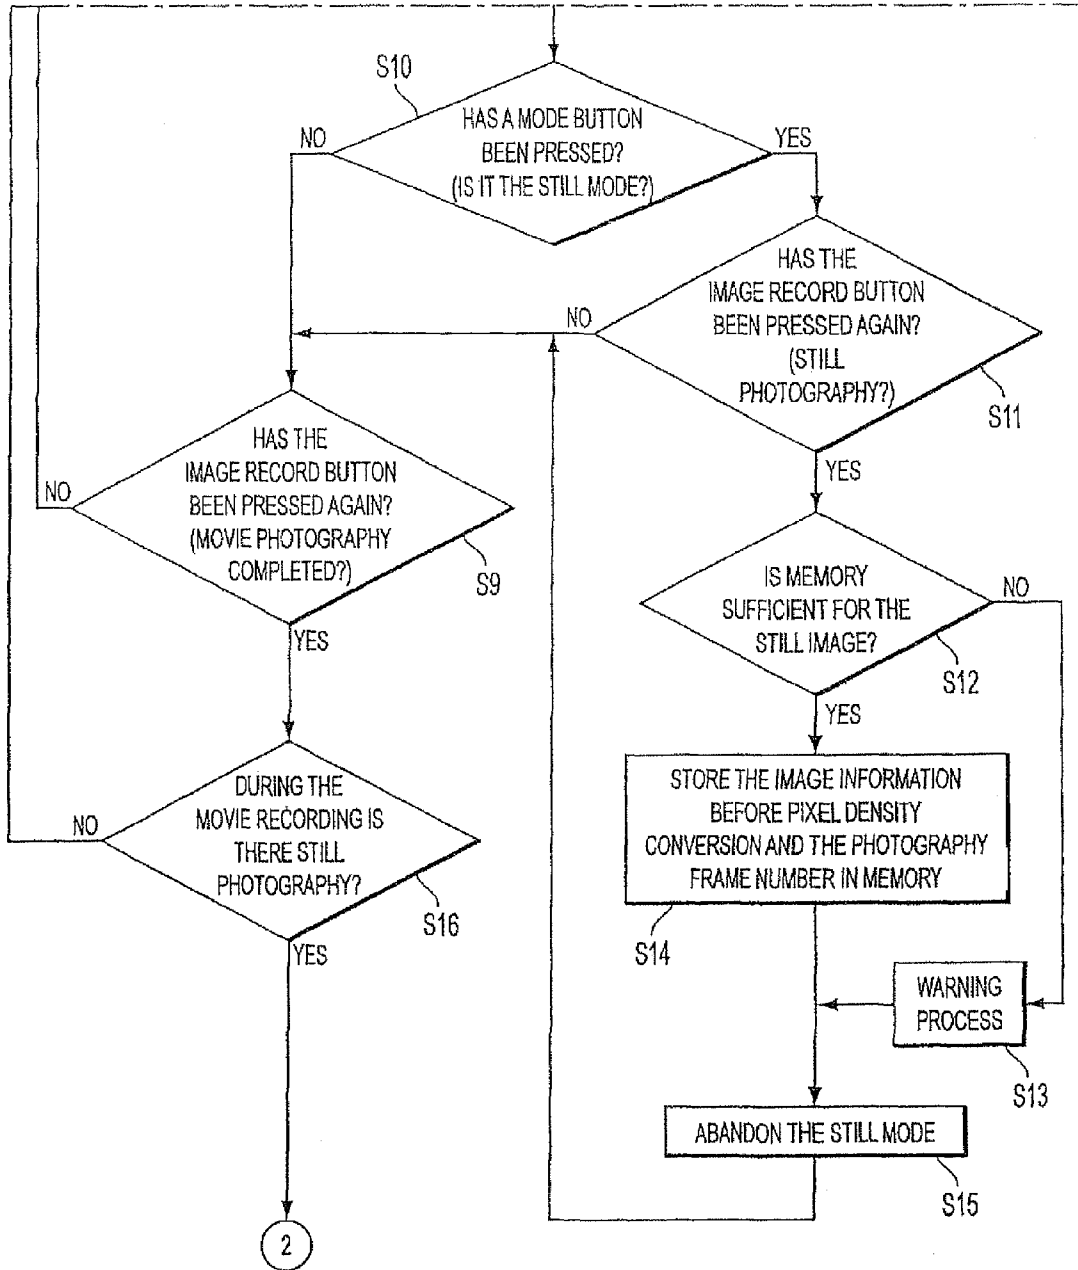 S10
HAS A MODE BUTTON
BEEN PRESSED?
(IS IT THE STILL MODE?)
NO
YES
HAS THE
IMAGE RECORD BUTTON
BEEN PRESSED AGAIN?
(STILL
PHOTOGRAPHY?)
NO
S11
YES
HAS THE
IMAGE RECORD BUTTON
BEEN PRESSED AGAIN?
(MOVIE PHOTOGRAPHY
COMPLETED?)
NO
S9
YES
IS MEMORY
SUFFICIENT FOR THE
STILL IMAGE?
NO
S12
YES
DURING THE
MOVIE RECORDING IS
THERE STILL
PHOTOGRAPHY?
NO
S16
YES
STORE THE IMAGE INFORMATION
BEFORE PIXEL DENSITY
CONVERSION AND THE PHOTOGRAPHY
FRAME NUMBER IN MEMORY
S14
WARNING
PROCESS
S13
ABANDON THE STILL MODE
S15
2